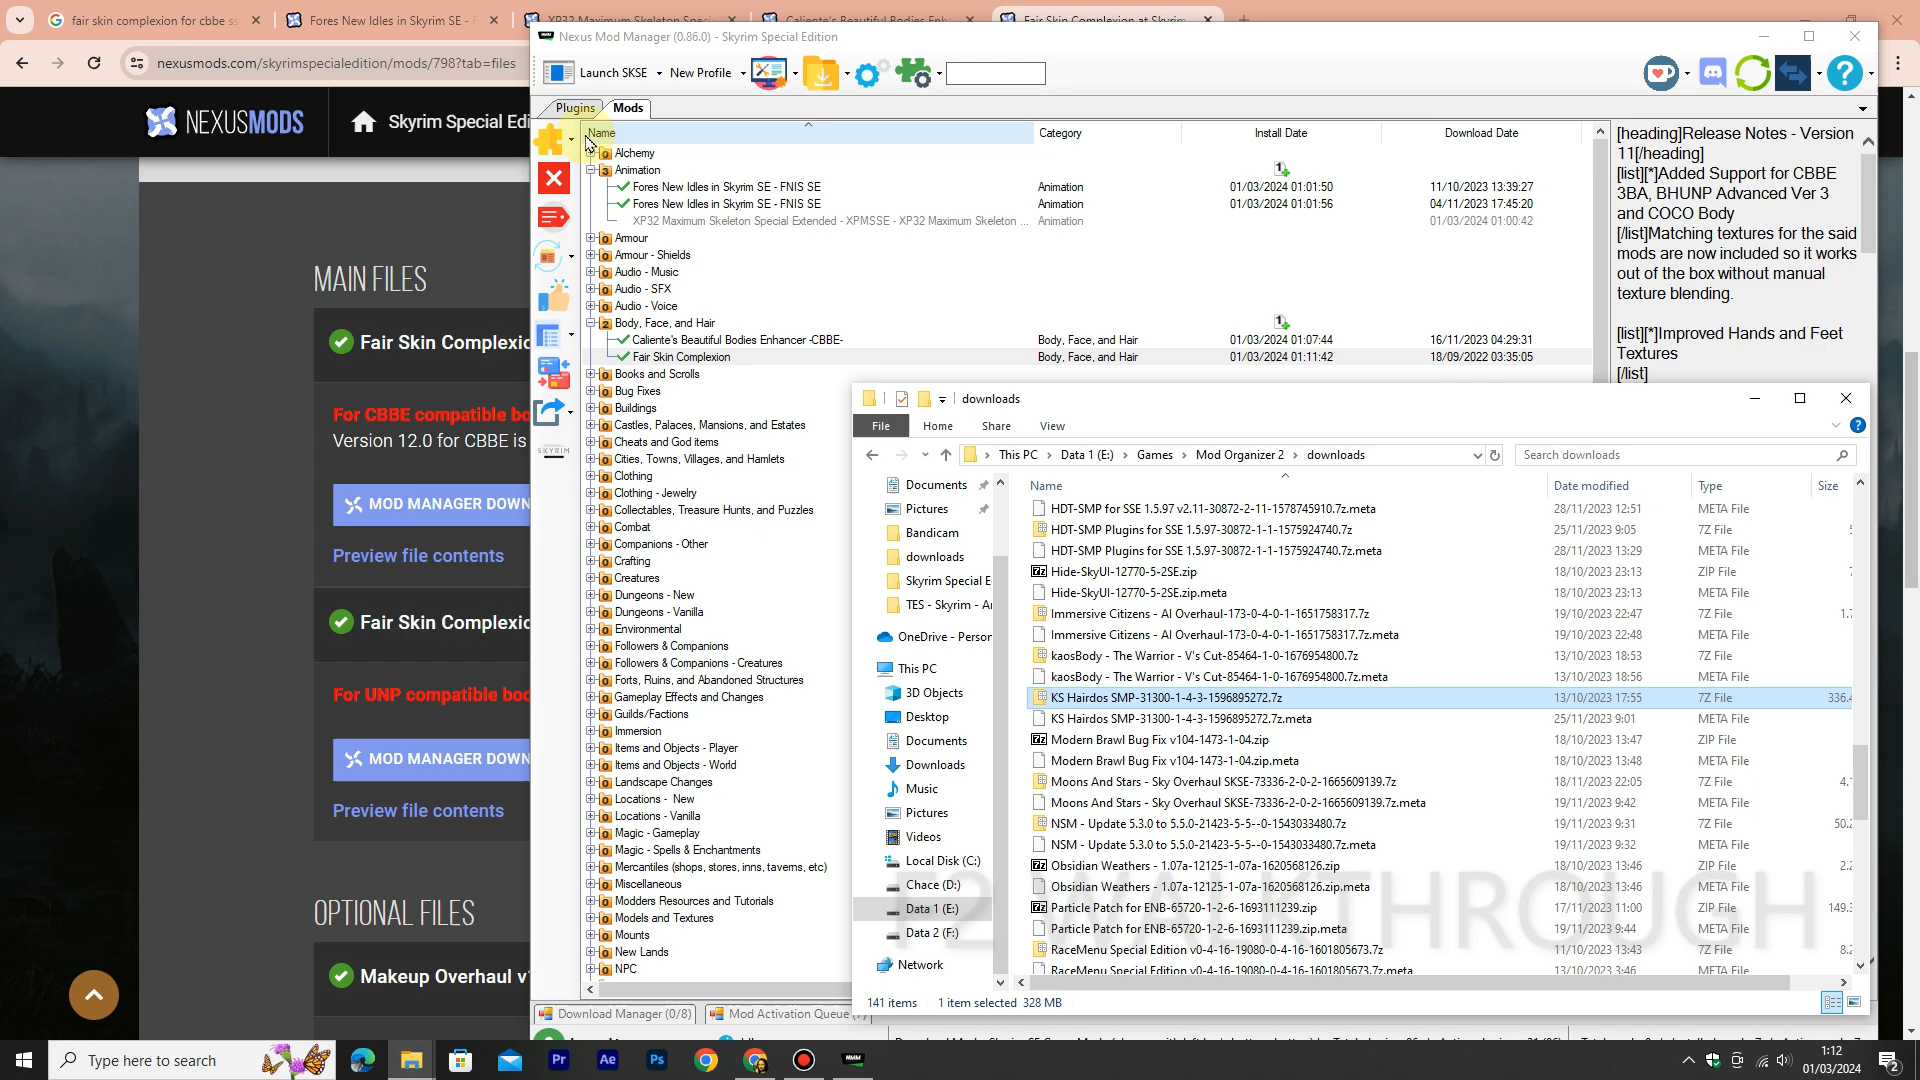 fair skin complexion for cbbe ss
Fores New Idles in Skyrim SE - F
XP32 Maximum Skeleton Speci
Caliente's Beautiful Bodies Enha
Fair Skin Complexion at Skyrim
nexusmods.com/skyrimspecialedition/mods/798?tab=files
NEXUSMODS
Skyrim Special Edi
MAIN FILES
Fair Skin Complexio
For CBBE compatible bo
Version 12.0 for CBBE is
MOD MANAGER DOWN
Preview file contents
Fair Skin Complexio
For UNP compatible bod
MOD MANAGER DOWN
Preview file contents
OPTIONAL FILES
Makeup Overhaul v
Nexus Mod Manager (0.86.0) - Skyrim Special Edition
Launch SKSE
New Profile
Plugins
Mods
Name
Category
Install Date
Download Date
Alchemy
Animation
Fores New Idles in Skyrim SE - FNIS SE Animation 01/03/2024 01:01:50 11/10/2023 13:39:27
Fores New Idles in Skyrim SE - FNIS SE Animation 01/03/2024 01:01:56 04/11/2023 17:45:20
XP32 Maximum Skeleton Special Extended - XPMSSE - XP32 Maximum Skeleton ... Animation 01/03/2024 01:00:42
Armour
Armour - Shields
Audio - Music
Audio - SFX
Audio - Voice
Body, Face, and Hair
Caliente's Beautiful Bodies Enhancer -CBBE- Body, Face, and Hair 01/03/2024 01:07:44 16/11/2023 04:29:31
Fair Skin Complexion Body, Face, and Hair 01/03/2024 01:11:42 18/09/2022 03:35:05
Books and Scrolls
Bug Fixes
Buildings
Castles, Palaces, Mansions, and Estates
Cheats and God items
Cities, Towns, Villages, and Hamlets
Clothing
Clothing - Jewelry
Collectables, Treasure Hunts, and Puzzles
Combat
Companions - Other
Crafting
Creatures
Dungeons - New
Dungeons - Vanilla
Environmental
Followers & Companions
Followers & Companions - Creatures
Forts, Ruins, and Abandoned Structures
Gameplay Effects and Changes
Guilds/Factions
Immersion
Items and Objects - Player
Items and Objects - World
Landscape Changes
Locations - New
Locations - Vanilla
Magic - Gameplay
Magic - Spells & Enchantments
Mercantiles (shops, stores, inns, taverns, etc)
Miscellaneous
Modders Resources and Tutorials
Models and Textures
Mounts
New Lands
NPC
SKYRIM
[heading]Release Notes - Version
11[/heading]
[list][*]Added Support for CBBE
3BA, BHUNP Advanced Ver 3
and COCO Body
[/list]Matching textures for the said
mods are now included so it works
out of the box without manual
texture blending.
[list][*]Improved Hands and Feet
Textures
[/list]
downloads
File
Home
Share
View
This PC
Data 1 (E:)
Games
Mod Organizer 2
downloads
Search downloads
Documents
Pictures
Bandicam
downloads
Skyrim Special E
TES - Skyrim - A
OneDrive - Person
This PC
3D Objects
Desktop
Documents
Downloads
Music
Pictures
Videos
Local Disk (C:)
Chace (D:)
Data 1 (E:)
Data 2 (F:)
Network
Name Date modified Type Size
HDT-SMP for SSE 1.5.97 v2.11-30872-2-11-1578745910.7z.meta 28/11/2023 12:51 META File
HDT-SMP Plugins for SSE 1.5.97-30872-1-1-1575924740.7z 25/11/2023 9:05 7Z File
HDT-SMP Plugins for SSE 1.5.97-30872-1-1-1575924740.7z.meta 28/11/2023 13:29 META File
Hide-SkyUI-12770-5-2SE.zip 18/10/2023 23:13 ZIP File
Hide-SkyUI-12770-5-2SE.zip.meta 18/10/2023 23:13 META File
Immersive Citizens - AI Overhaul-173-0-4-0-1-1651758317.7z 19/10/2023 22:47 7Z File 1.7
Immersive Citizens - AI Overhaul-173-0-4-0-1-1651758317.7z.meta 19/10/2023 22:48 META File
kaosBody - The Warrior - V's Cut-85464-1-0-1676954800.7z 13/10/2023 18:53 7Z File
kaosBody - The Warrior - V's Cut-85464-1-0-1676954800.7z.meta 13/10/2023 18:56 META File
KS Hairdos SMP-31300-1-4-3-1596895272.7z 13/10/2023 17:55 7Z File 336.4
KS Hairdos SMP-31300-1-4-3-1596895272.7z.meta 25/11/2023 9:01 META File
Modern Brawl Bug Fix v104-1473-1-04.zip 18/10/2023 13:47 ZIP File
Modern Brawl Bug Fix v104-1473-1-04.zip.meta 18/10/2023 13:48 META File
Moons And Stars - Sky Overhaul SKSE-73336-2-0-2-1665609139.7z 18/11/2023 22:05 7Z File
Moons And Stars - Sky Overhaul SKSE-73336-2-0-2-1665609139.7z.meta 19/11/2023 9:42 META File
NSM - Update 5.3.0 to 5.5.0-21423-5-5--0-1543033480.7z 19/11/2023 9:31 7Z File 50.2
NSM - Update 5.3.0 to 5.5.0-21423-5-5--0-1543033480.7z.meta 19/11/2023 9:32 META File
Obsidian Weathers - 1.07a-12125-1-07a-1620568126.zip 18/10/2023 13:46 ZIP File 2.2
Obsidian Weathers - 1.07a-12125-1-07a-1620568126.zip.meta 18/10/2023 13:46 META File
Particle Patch for ENB-65720-1-2-6-1693111239.zip 17/11/2023 11:00 ZIP File 149.3
Particle Patch for ENB-65720-1-2-6-1693111239.zip.meta 19/11/2023 9:44 META File
RaceMenu Special Edition v0-4-16-19080-0-4-16-1601805673.7z 11/10/2023 13:43 7Z File 8.2
RaceMenu Special Edition v0-4-16-19080-0-4-16-1601805673.7z.meta 13/10/2023 3:46 META File
141 items
1 item selected 328 MB
WALKTHROUGH
Download Manager (0/8)
Mod Activation Queue
Type here to search
1:12
01/03/2024